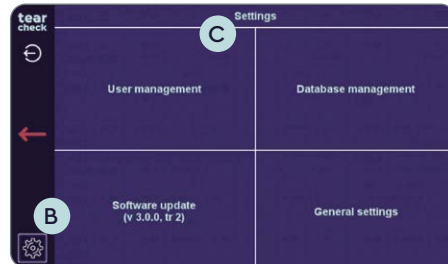 tear
check
Settings
C
User management
Database management
B
Software update
(v 3.0.0, tr 2)
General settings